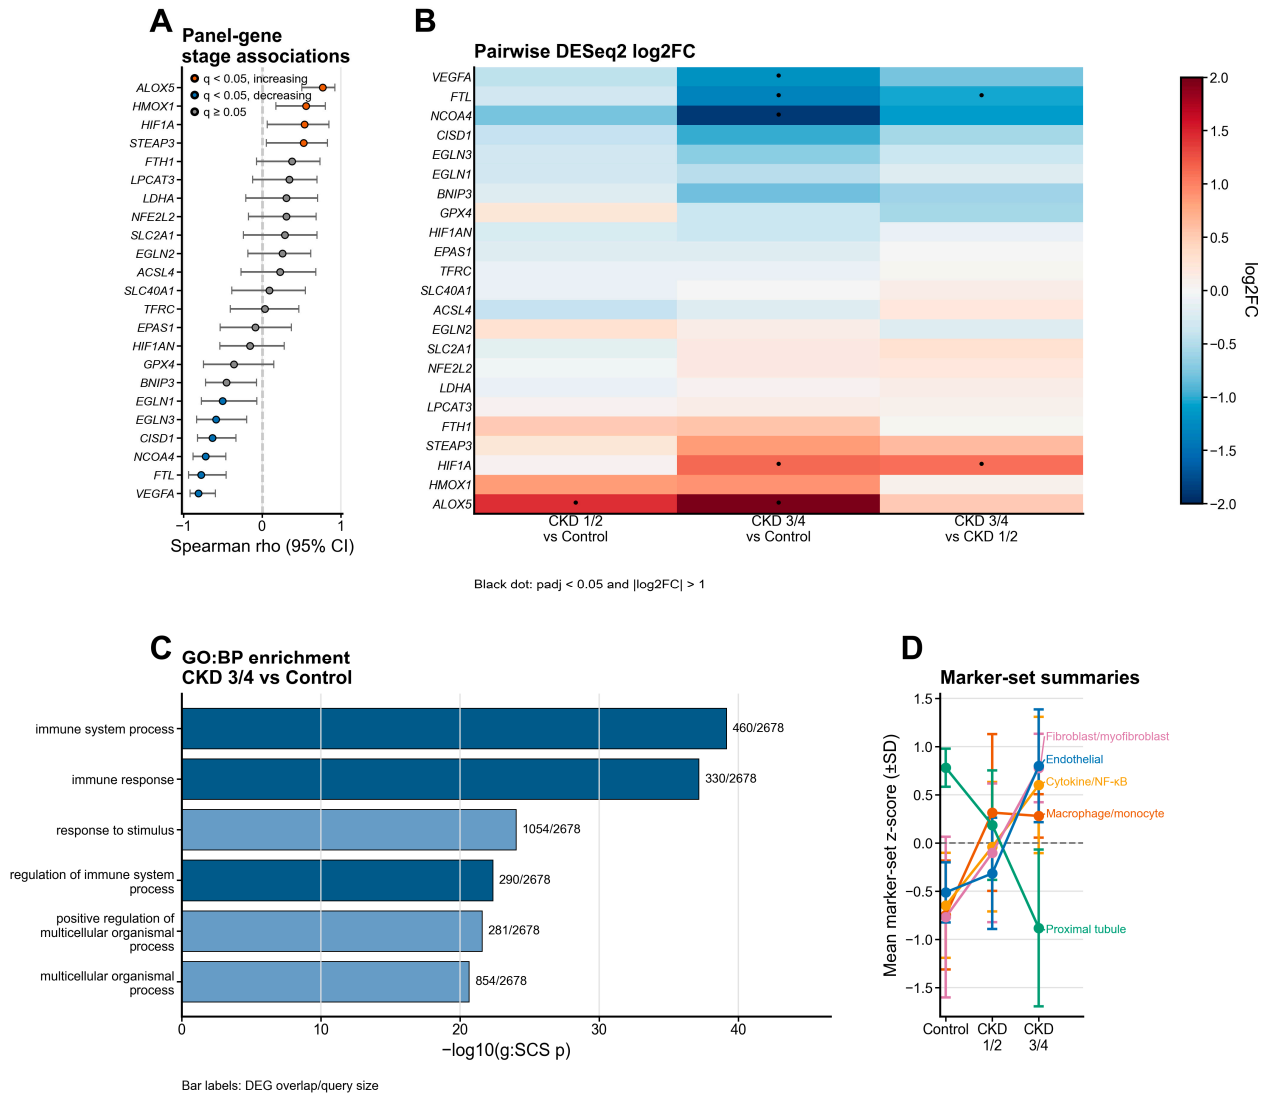 A
Panel-gene
stage associations
q < 0.05, increasing
q < 0.05, decreasing
q ≥ 0.05
ALOX5
HMOX1
HIF1A
STEAP3
FTH1
LPCAT3
LDHA
NFE2L2
SLC2A1
EGLN2
ACSL4
SLC40A1
TFRC
EPAS1
HIF1AN
GPX4
BNIP3
EGLN1
EGLN3
CISD1
NCOA4
FTL
VEGFA
−1 0 1
Spearman rho (95% CI)
B
Pairwise DESeq2 log2FC
VEGFA
FTL
NCOA4
CISD1
EGLN3
EGLN1
BNIP3
GPX4
HIF1AN
EPAS1
TFRC
SLC40A1
ACSL4
EGLN2
SLC2A1
NFE2L2
LDHA
LPCAT3
FTH1
STEAP3
HIF1A
HMOX1
ALOX5
CKD 1/2
vs Control
CKD 3/4
vs Control
CKD 3/4
vs CKD 1/2
Black dot: padj < 0.05 and |log2FC| > 1
2.0
1.5
1.0
0.5
0.0
−0.5
−1.0
−1.5
−2.0
log2FC
C
GO:BP enrichment
CKD 3/4 vs Control
immune system process
460/2678
immune response
330/2678
response to stimulus
1054/2678
regulation of immune system
process
290/2678
positive regulation of
multicellular organismal
process
281/2678
multicellular organismal
process
854/2678
0 10 20 30 40
−log10(g:SCS p)
Bar labels: DEG overlap/query size
D
Marker-set summaries
Mean marker-set z-score (±SD)
1.5
1.0
0.5
0.0
−0.5
−1.0
−1.5
Fibroblast/myofibroblast
Endothelial
Cytokine/NF-κB
Macrophage/monocyte
Proximal tubule
Control
CKD
1/2
CKD
3/4